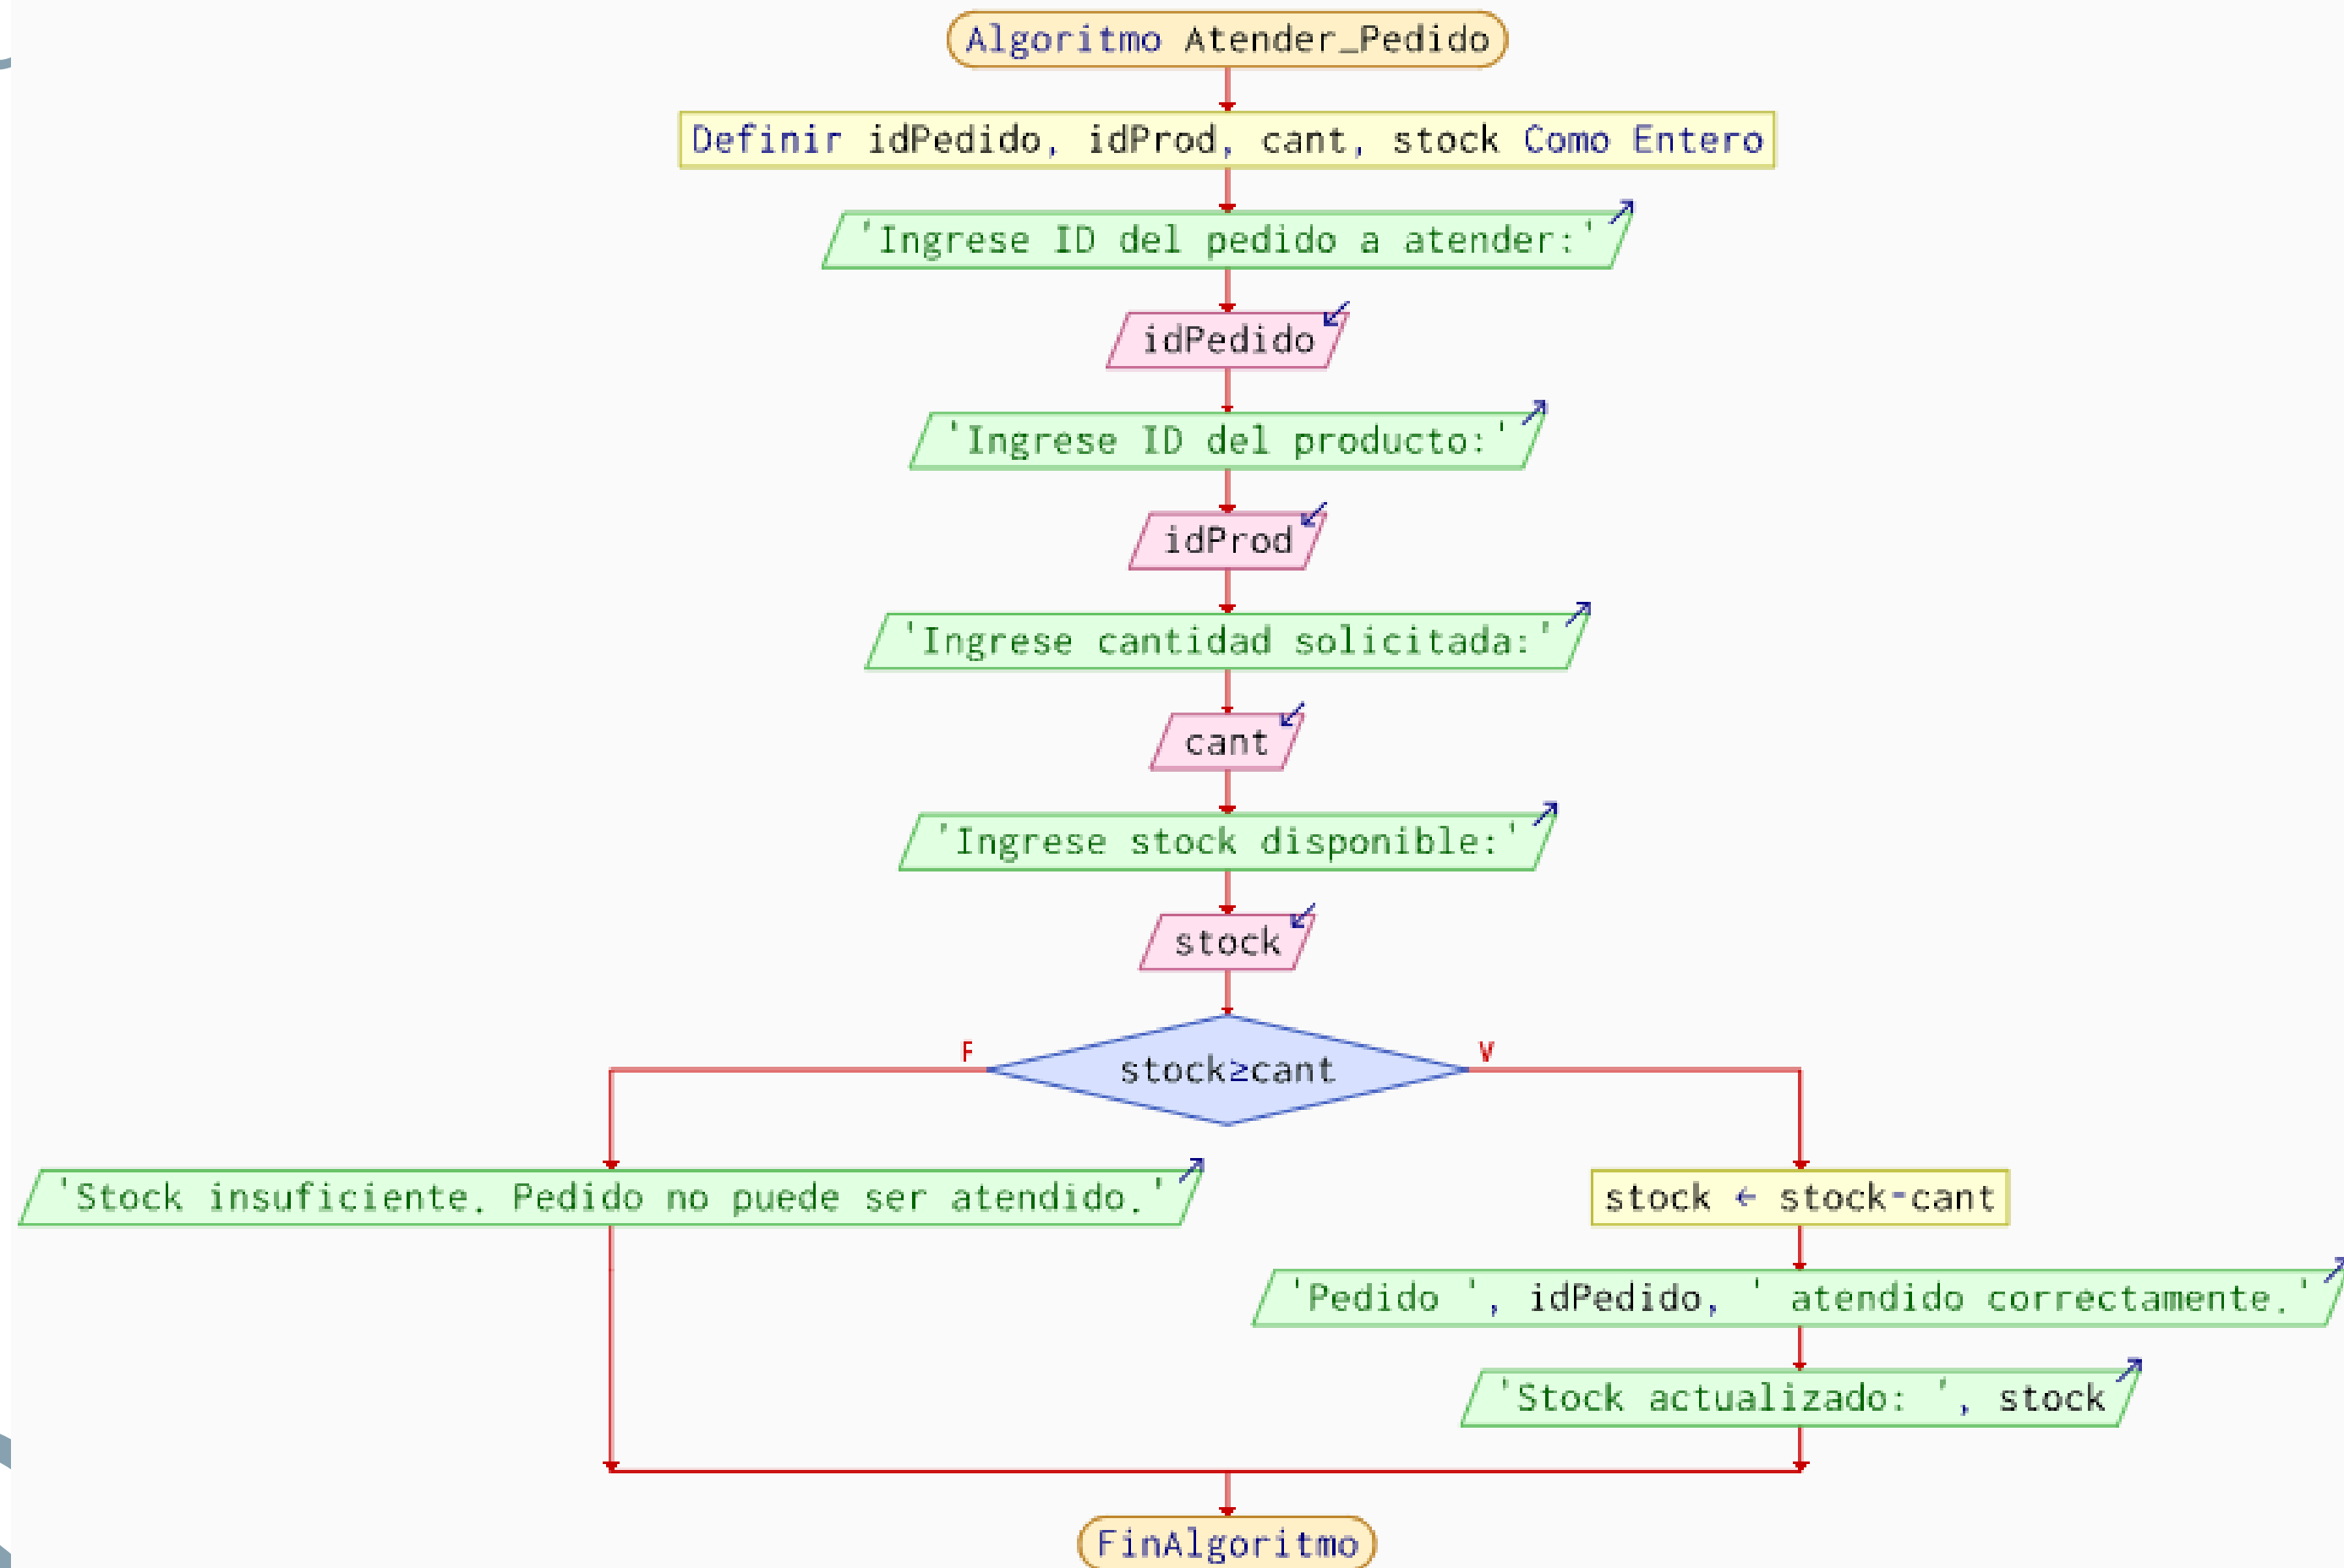 Algoritmo Atender_Pedido
Definir idPedido, idProd, cant, stock Como Entero
'Ingrese ID del pedido a atender:'
idPedido
'Ingrese ID del producto:'
idProd
'Ingrese cantidad solicitada:'
cant
'Ingrese stock disponible:'
stock
F
stock≥cant
V
'Stock insuficiente. Pedido no puede ser atendido.'
stock ← stock-cant
'Pedido ', idPedido, ' atendido correctamente.'
'Stock actualizado: ', stock
FinAlgoritmo